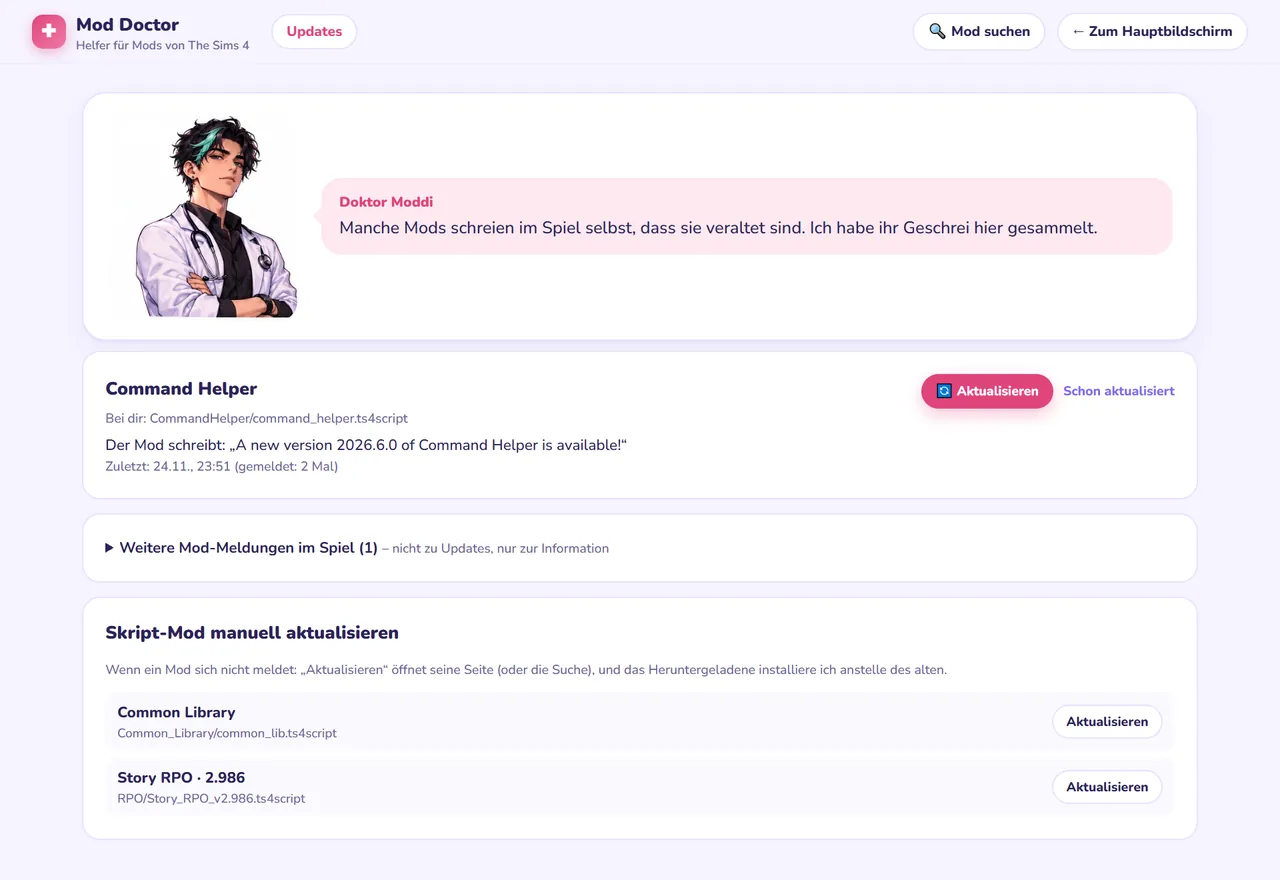 Mod Doctor
Helfer für Mods von The Sims 4
Updates
🔍 Mod suchen
← Zum Hauptbildschirm
Doktor Moddi
Manche Mods schreien im Spiel selbst, dass sie veraltet sind. Ich habe ihr Geschrei hier gesammelt.
Command Helper
🔄 Aktualisieren
Schon aktualisiert
Bei dir: CommandHelper/command_helper.ts4script
Der Mod schreibt: „A new version 2026.6.0 of Command Helper is available!“
Zuletzt: 24.11., 23:51 (gemeldet: 2 Mal)
▶ Weitere Mod-Meldungen im Spiel (1) – nicht zu Updates, nur zur Information
Skript-Mod manuell aktualisieren
Wenn ein Mod sich nicht meldet: „Aktualisieren“ öffnet seine Seite (oder die Suche), und das Heruntergeladene installiere ich anstelle des alten.
Common Library
Common_Library/common_lib.ts4script
Aktualisieren
Story RPO · 2.986
RPO/Story_RPO_v2.986.ts4script
Aktualisieren